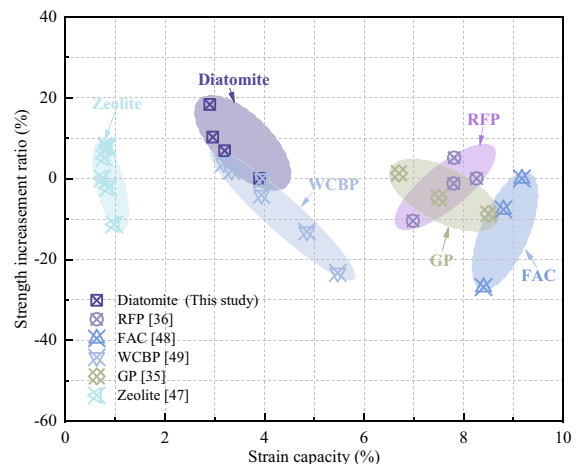 Strength increasement ratio (%)
40
20
0
-20
-40
-60
0
2
4
6
8
10
Strain capacity (%)
Zeolite
Diatomite
WCBP
RFP
GP
FAC
Diatomite (This study)
RFP [36]
FAC [48]
WCBP [49]
GP [35]
Zeolite [47]